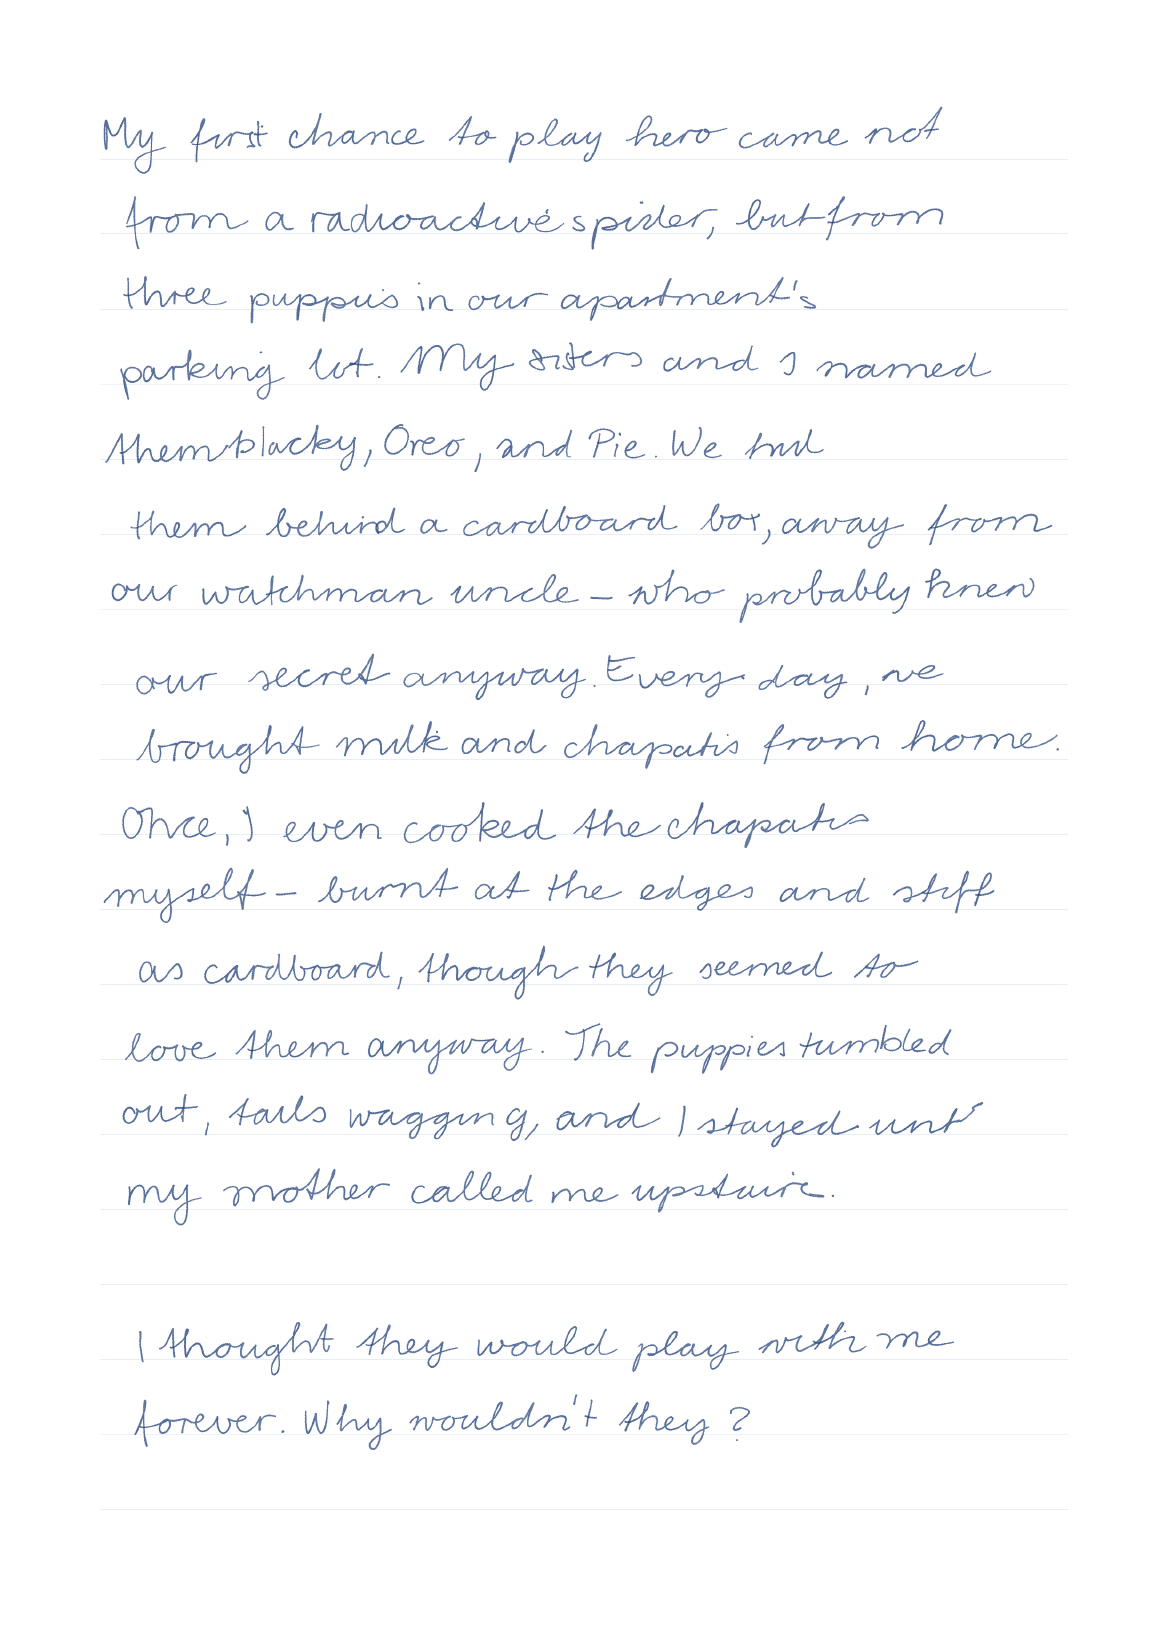 My first chance to play hero came not
from a radioactive spider, but from
three puppies in our apartment's
parking lot. My sisters and I named
them blacky, Oreo, and Pie. We hid
them behind a cardboard box, away from
our watchman uncle – who probably knew
our secret anyway. Every day, we
brought milk and chapatis from home.
Once, I even cooked the chapatis
myself – burnt at the edges and stiff
as cardboard, though they seemed to
love them anyway. The puppies tumbled
out, tails wagging, and I stayed until
my mother called me upstairs.
I thought they would play with me
forever. Why wouldn't they?